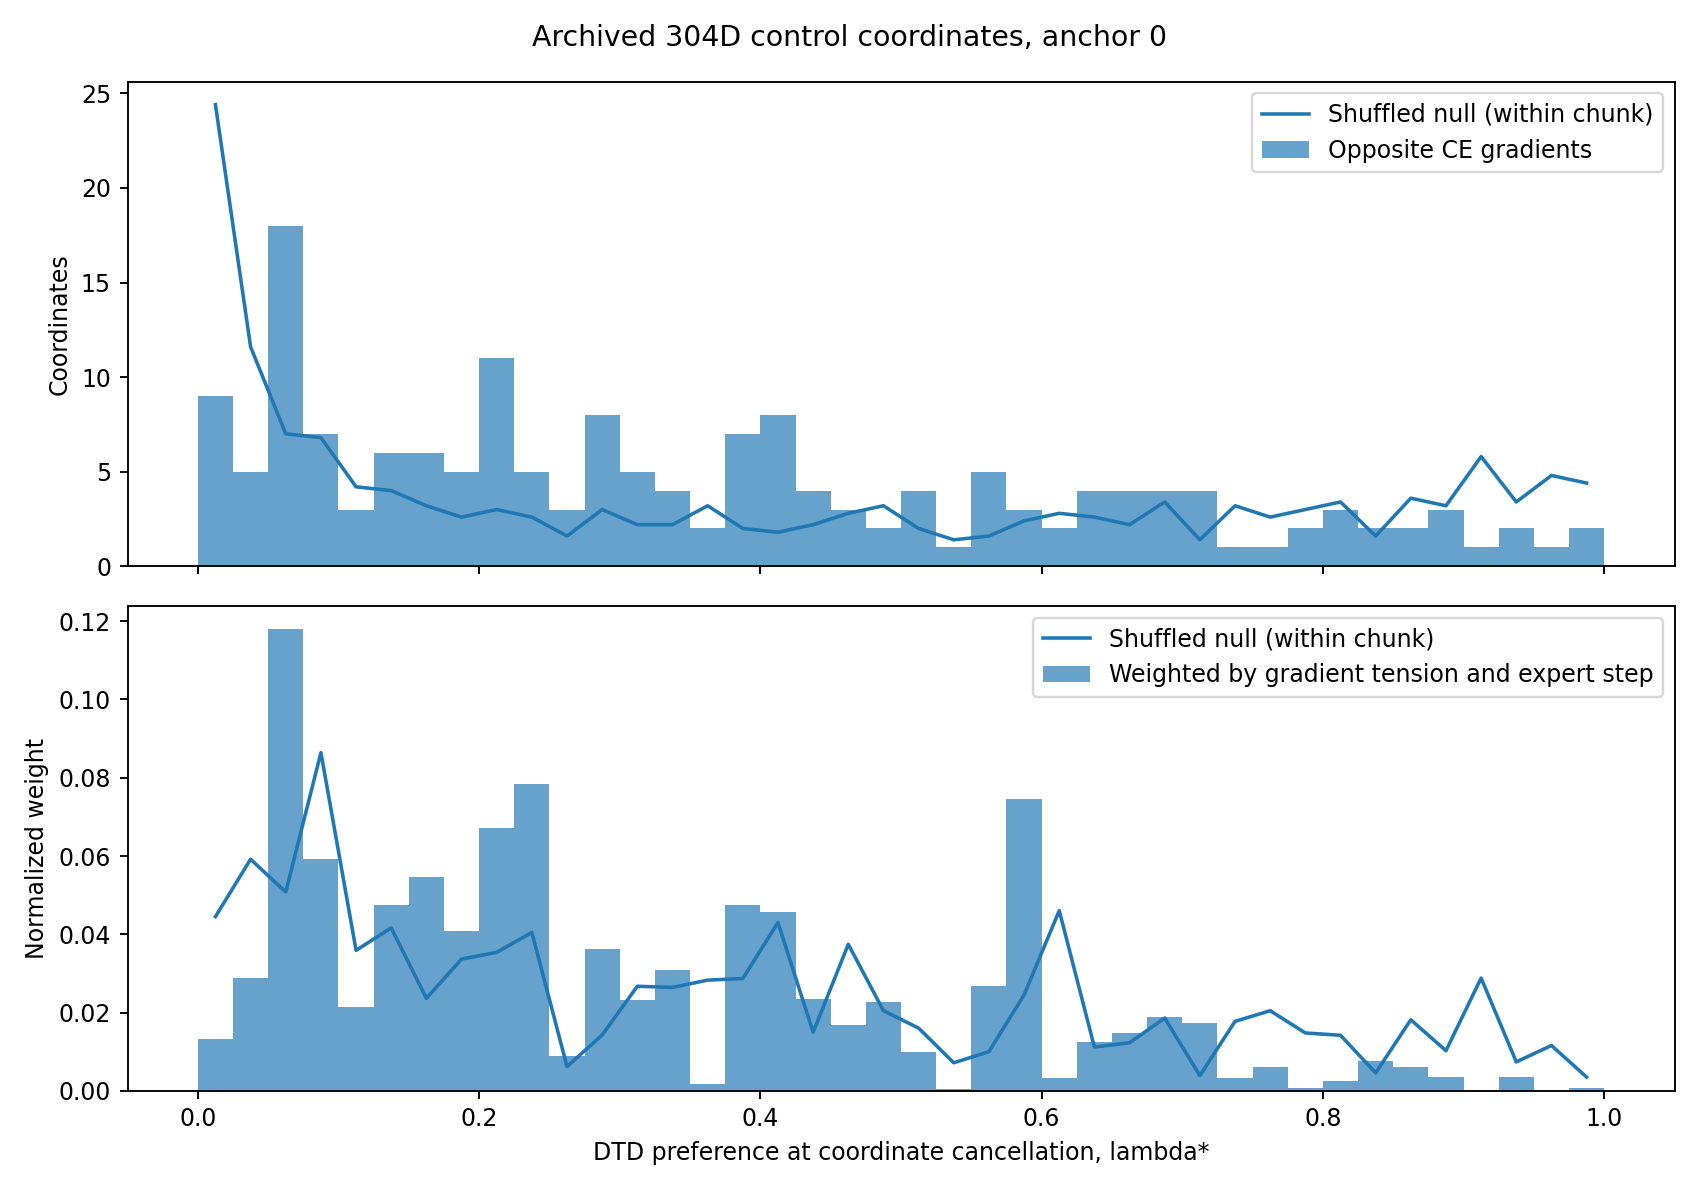 Archived 304D control coordinates, anchor 0
25
20
15
10
5
0
Coordinates
Shuffled null (within chunk)
Opposite CE gradients
0.12
0.10
0.08
0.06
0.04
0.02
0.00
Normalized weight
Shuffled null (within chunk)
Weighted by gradient tension and expert step
0.0 0.2 0.4 0.6 0.8 1.0
DTD preference at coordinate cancellation, lambda*